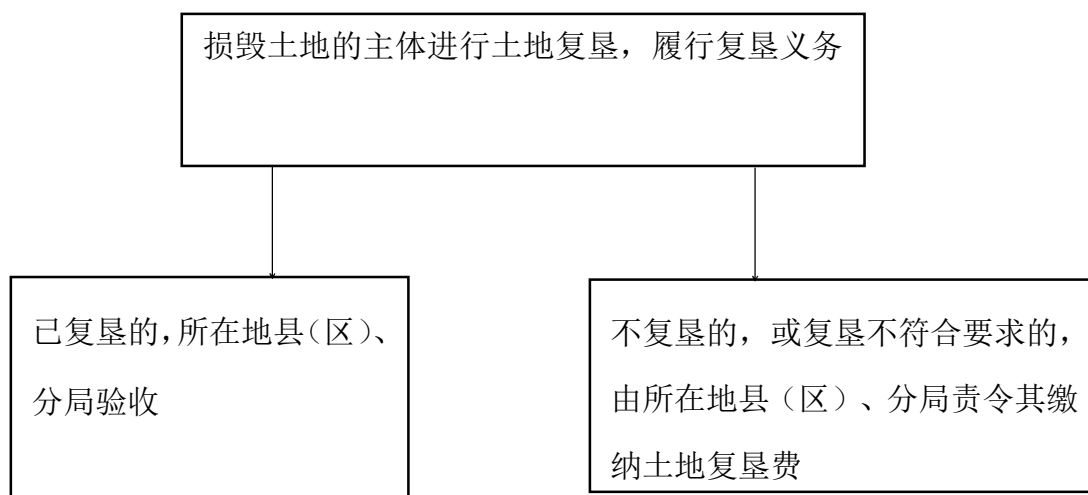 损毁土地的主体进行土地复垦，履行复垦义务
已复垦的，所在地县（区）、
分局验收
不复垦的，或复垦不符合要求的，
由所在地县（区）、分局责令其缴
纳土地复垦费